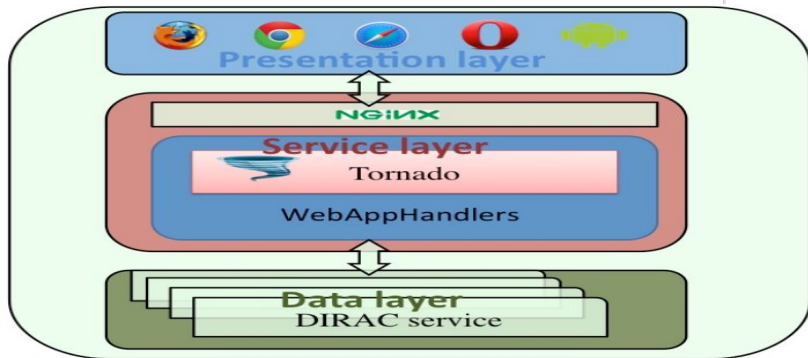 Presentation layer
NGiNX
Service layer
Tornado
WebAppHandlers
Data layer
DIRAC service